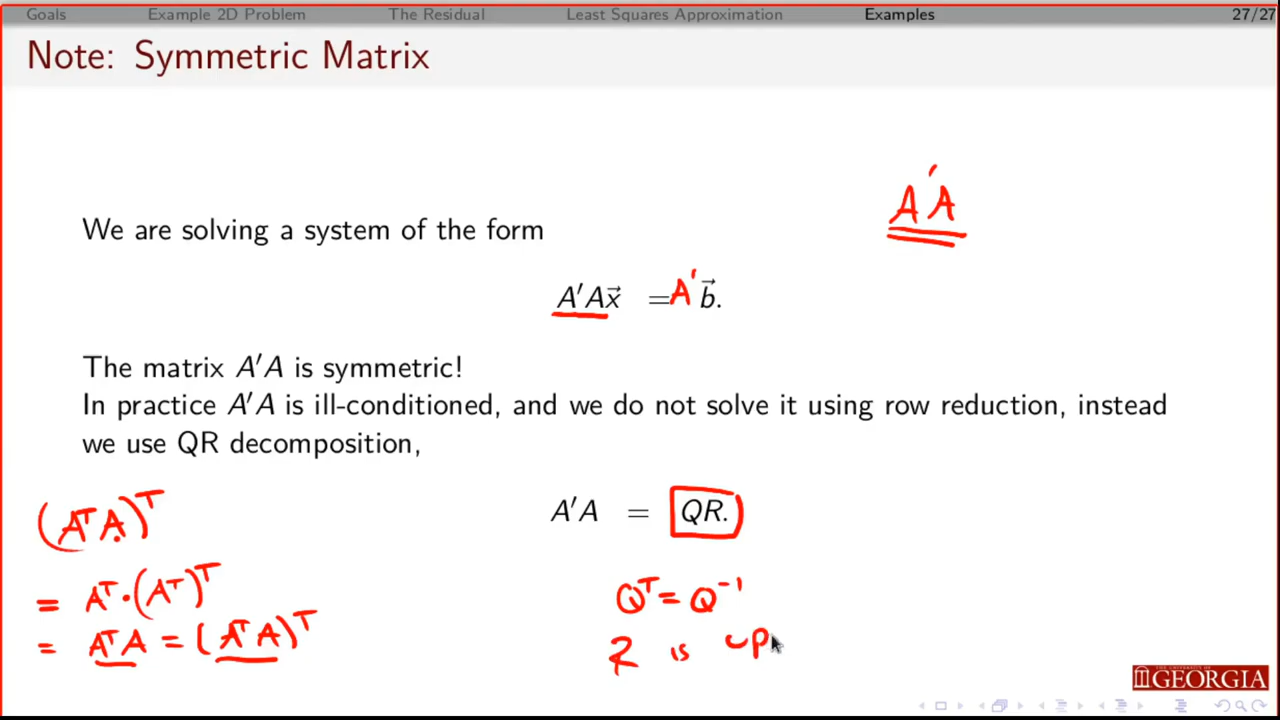 Goals Example 2D Problem The Residual Least Squares Approximation Examples 27/27
Note: Symmetric Matrix
A′A
We are solving a system of the form
A′Ax⃗ = A′b⃗.
The matrix A′A is symmetric!
In practice A′A is ill-conditioned, and we do not solve it using row reduction, instead
we use QR decomposition,
A′A = QR.
(AᵀA)ᵀ
= Aᵀ·(Aᵀ)ᵀ
= AᵀA = (AᵀA)ᵀ
Qᵀ = Q⁻¹
R is up
GEORGIA